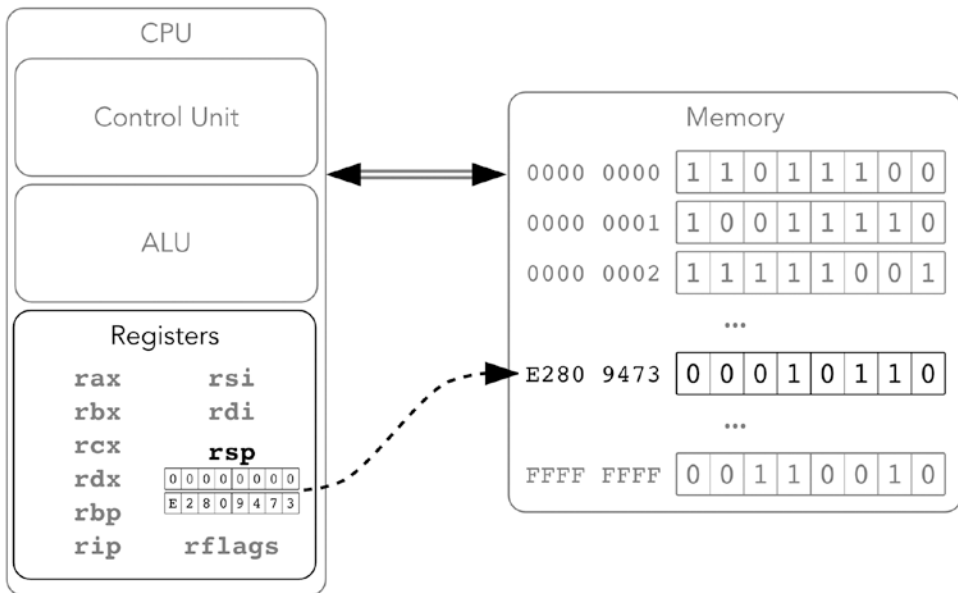 CPU
Control Unit
ALU
Registers
rax rsi
rbx rdi
rcx rsp
rdx 0 0 0 0 0 0 0 0
E 2 8 0 9 4 7 3
rbp
rip rflags
Memory
0000 0000 1 1 0 1 1 1 0 0
0000 0001 1 0 0 1 1 1 1 0
0000 0002 1 1 1 1 1 0 0 1
...
E280 9473 0 0 0 1 0 1 1 0
...
FFFF FFFF 0 0 1 1 0 0 1 0